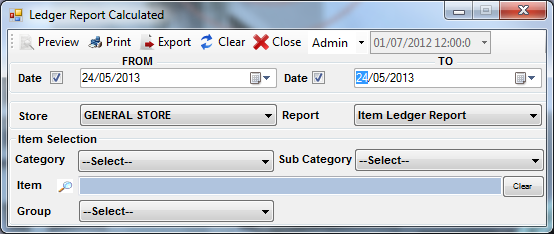 Ledger Report Calculated
Preview Print Export Clear Close Admin 01/07/2012 12:00:0
FROM TO
Date 24/05/2013 Date 24/05/2013
Store GENERAL STORE Report Item Ledger Report
Item Selection
Category --Select-- Sub Category --Select--
Item Clear
Group --Select--